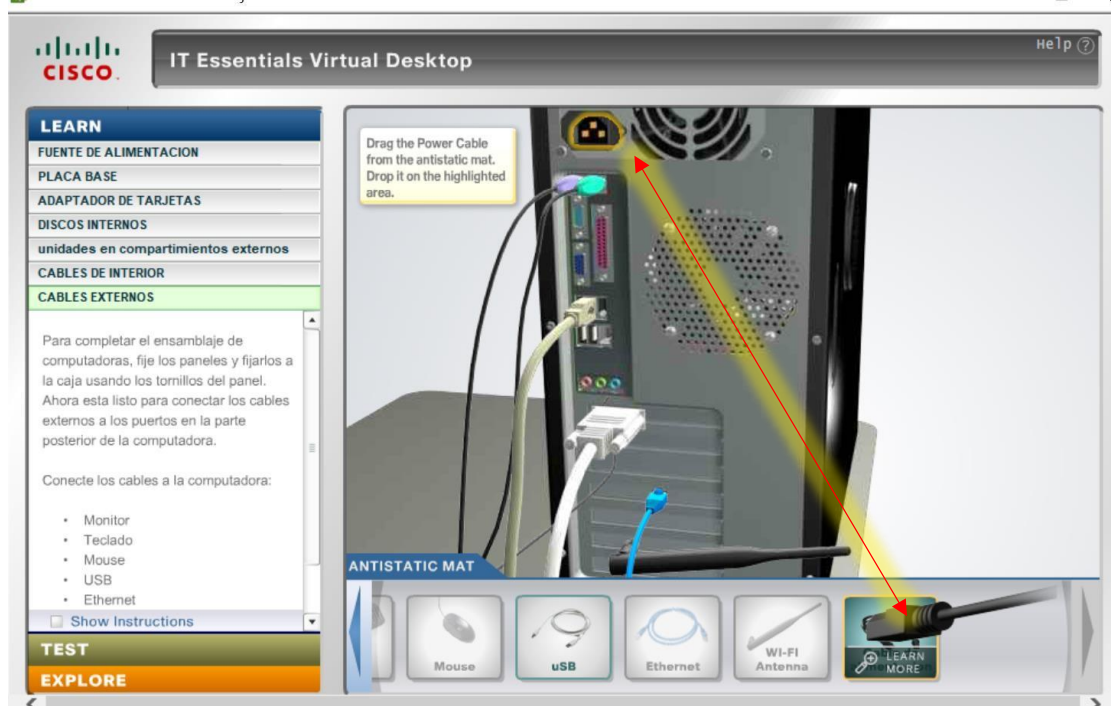 CISCO
IT Essentials Virtual Desktop
Help
LEARN
FUENTE DE ALIMENTACION
PLACA BASE
ADAPTADOR DE TARJETAS
DISCOS INTERNOS
unidades en compartimientos externos
CABLES DE INTERIOR
CABLES EXTERNOS
Para completar el ensamblaje de
computadoras, fije los paneles y fijarlos a
la caja usando los tornillos del panel.
Ahora esta listo para conectar los cables
externos a los puertos en la parte
posterior de la computadora.
Conecte los cables a la computadora:
• Monitor
• Teclado
• Mouse
• USB
• Ethernet
Show Instructions
TEST
EXPLORE
Drag the Power Cable
from the antistatic mat.
Drop it on the highlighted
area.
ANTISTATIC MAT
Mouse
uSB
Ethernet
WI-FI
Antenna
LEARN
MORE